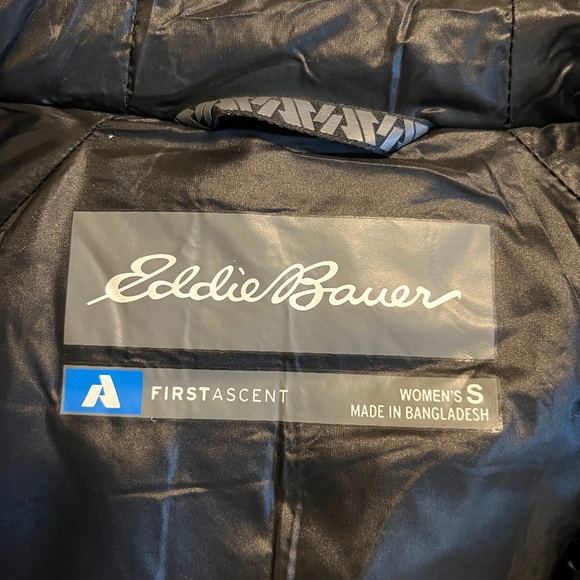 Eddie Bauer
FIRSTASCENT
WOMEN'S S
MADE IN BANGLADESH